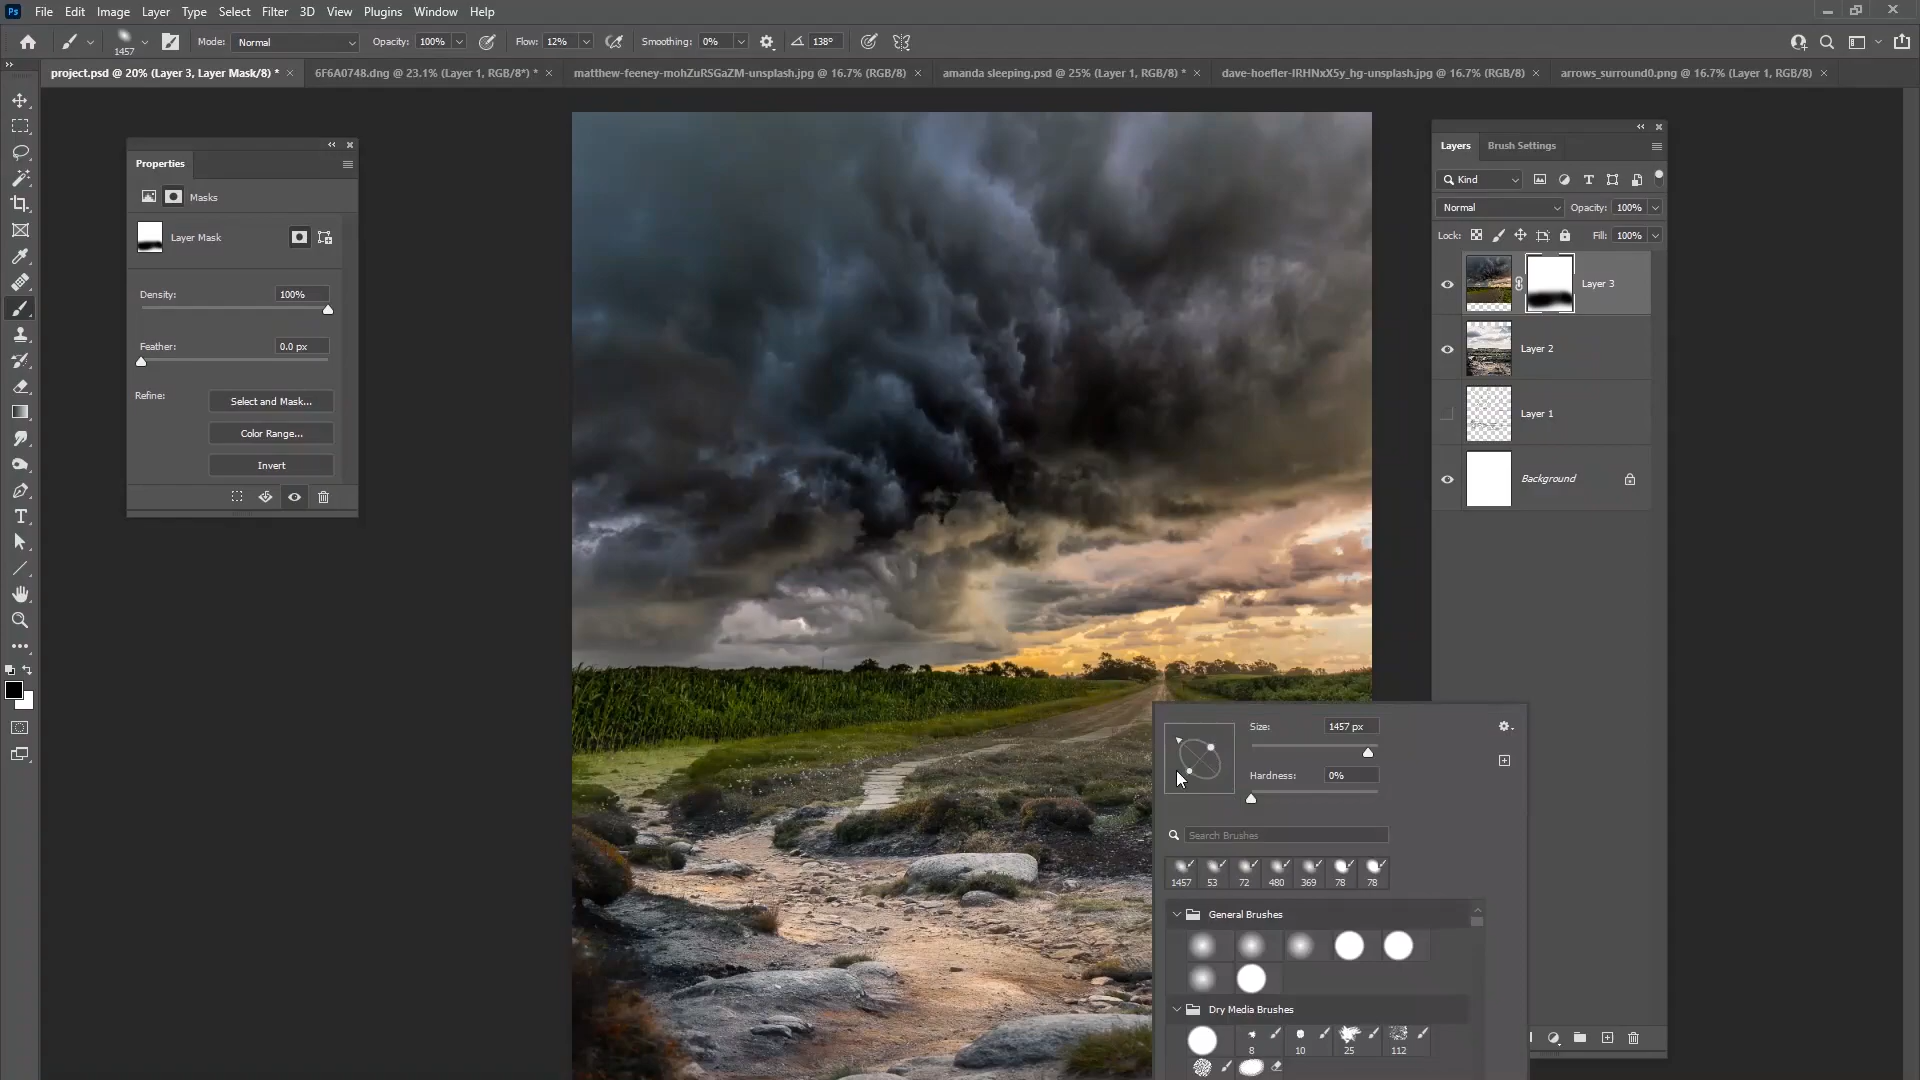 Ps File Edit Image Layer Type Select Filter 3D View Plugins Window Help
1457 Mode: Normal Opacity: 100% Flow: 12% Smoothing: 0% 138°
project.psd @ 20% (Layer 3, Layer Mask/8) * 6F6A0748.dng @ 23.1% (Layer 1, RGB/8*) * matthew-feeney-mohZuRSGaZM-unsplash.jpg @ 16.7% (RGB/8) amanda sleeping.psd @ 25% (Layer 1, RGB/8) * dave-hoefler-IRHNxX5y_hg-unsplash.jpg @ 16.7% (RGB/8) arrows_surround0.png @ 16.7% (Layer 1, RGB/8)
Properties
Masks
Layer Mask
Density: 100%
Feather: 0.0 px
Refine: Select and Mask...
Color Range...
Invert
Layers Brush Settings
Kind
Normal Opacity: 100%
Lock: Fill: 100%
Layer 3
Layer 2
Layer 1
Background
Size: 1457 px
Hardness: 0%
Search Brushes
1457 53 72 480 369 78 78
General Brushes
Dry Media Brushes
8 10 25 112